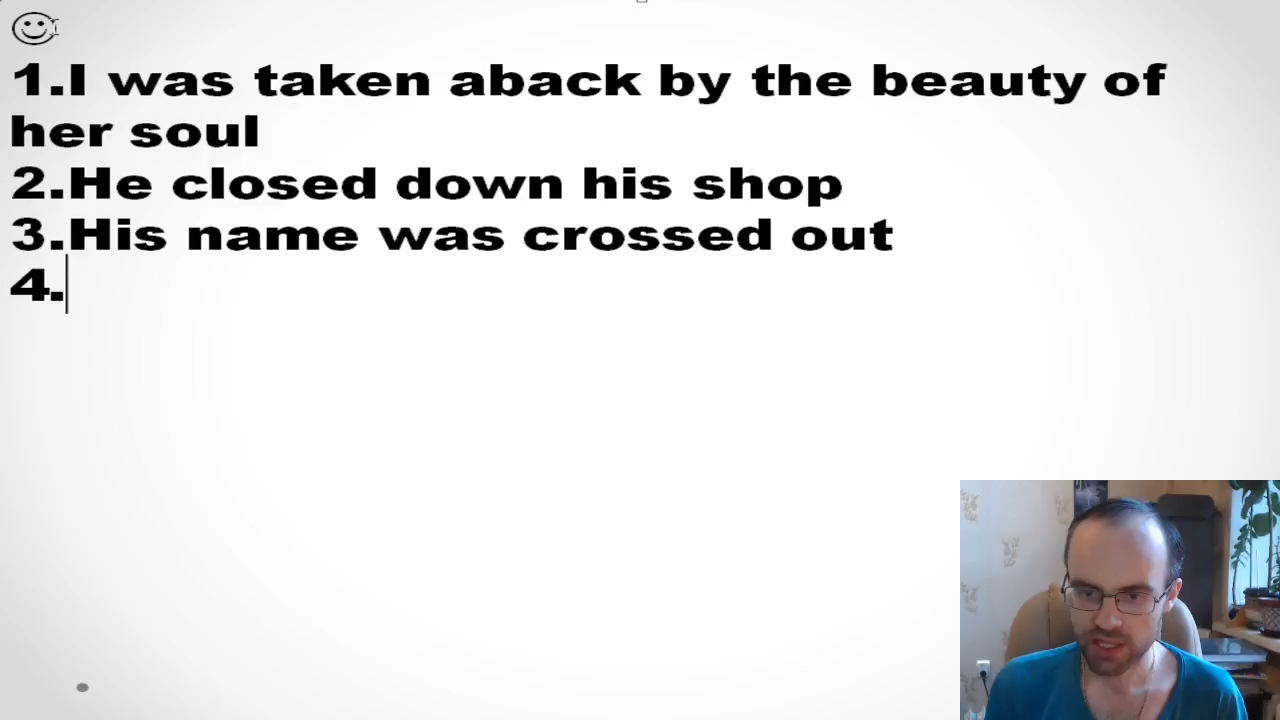 1.I was taken aback by the beauty of
her soul
2.He closed down his shop
3.His name was crossed out
4.